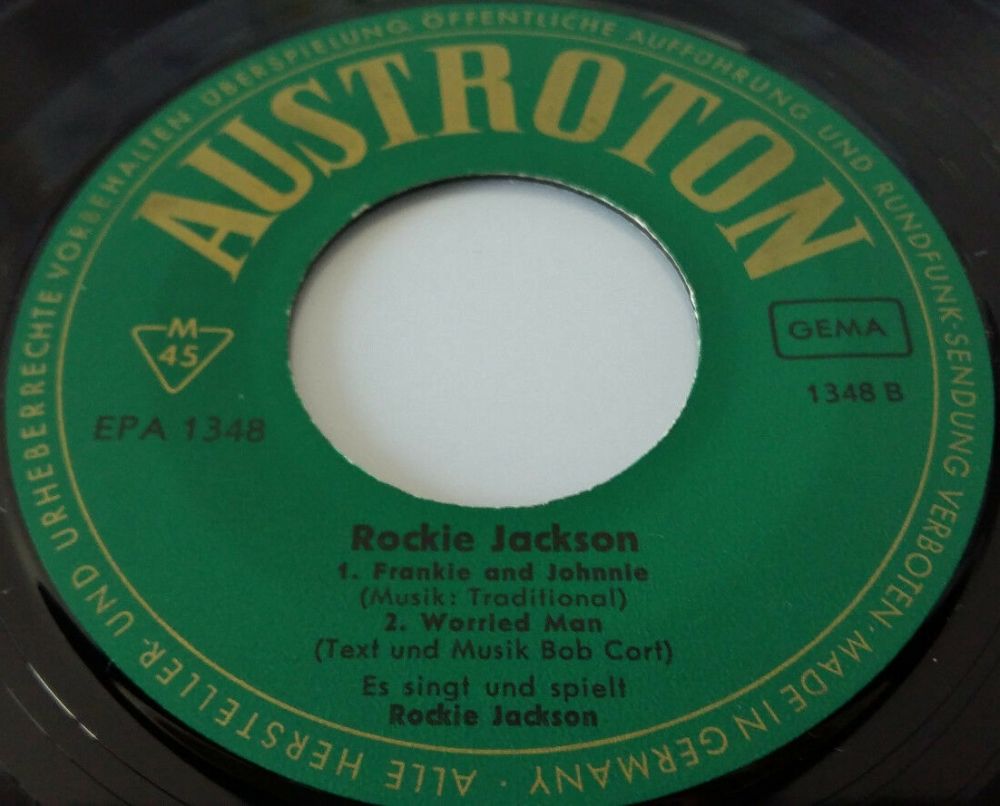 ALLE HERSTELLER- UND URHEBERRECHTE VORBEHALTEN · ÜBERSPIELUNG ÖFFENTLICHE AUFFÜHRUNG UND RUNDFUNK-SENDUNG VERBOTEN · MADE IN GERMANY ·
AUSTROTON
M
45
GEMA
EPA 1348
1348 B
Rockie Jackson
1. Frankie and Johnnie
(Musik: Traditional)
2. Worried Man
(Text und Musik Bob Cort)
Es singt und spielt
Rockie Jackson